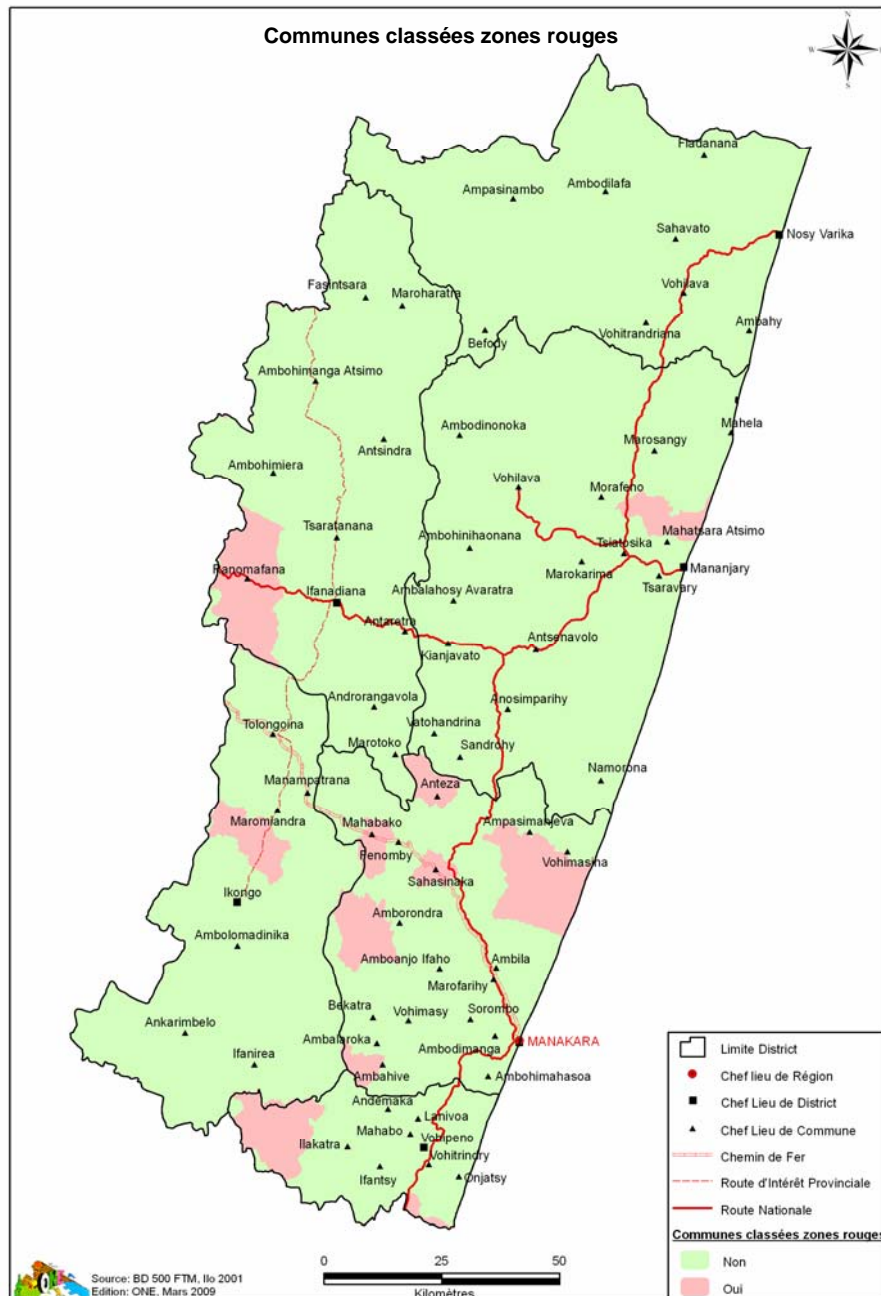 Communes classées zones rouges
N
W
S
Fiadanana
Ambodilafa
Ampasinambo
Sahavato
Nosy Varika
Fasintsara
Maroharatra
Vohilava
Vohitrandriana
Ambahy
Befody
Ambohimanga Atsimo
Ambodinonoka
Mahela
Antsindra
Marosangy
Ambohimiera
Vohilava
Morafeno
Tsaratanana
Ambohinihaonana
Mahatsara Atsimo
Tsiatosika
Ranomafana
Marokarima
Mananjary
Ifanadiana
Ambalahosy Avaratra
Tsaravary
Antaretra
Kianjavato
Antsenavolo
Androrangavola
Anosimparihy
Tolongoina
Vatohandrina
Marotoko
Sandrohy
Manampatrana
Anteza
Namorona
Maromiandra
Mahabako
Ampasimanjeva
Fenomby
Vohimasina
Sahasinaka
Ikongo
Amborondra
Ambolomadinika
Amboanjo Ifaho
Ambila
Marofarihy
Bekatra
Vohimasy
Sorombo
Ankarimbelo
Ambalaroka
Ambodimanga
MANAKARA
Ifanirea
Ambahive
Ambohimahasoa
Andemaka
Lanivoa
Mahabo
Vohipeno
Ilakatra
Vohitrindry
Ifantsy
Onjatsy
Limite District
Chef lieu de Région
Chef Lieu de District
Chef Lieu de Commune
Chemin de Fer
Route d'Intérêt Provinciale
Route Nationale
Communes classées zones rouges
Non
Oui
0 25 50
Kilomètres
Source: BD 500 FTM, Ilo 2001
Edition: ONE, Mars 2009